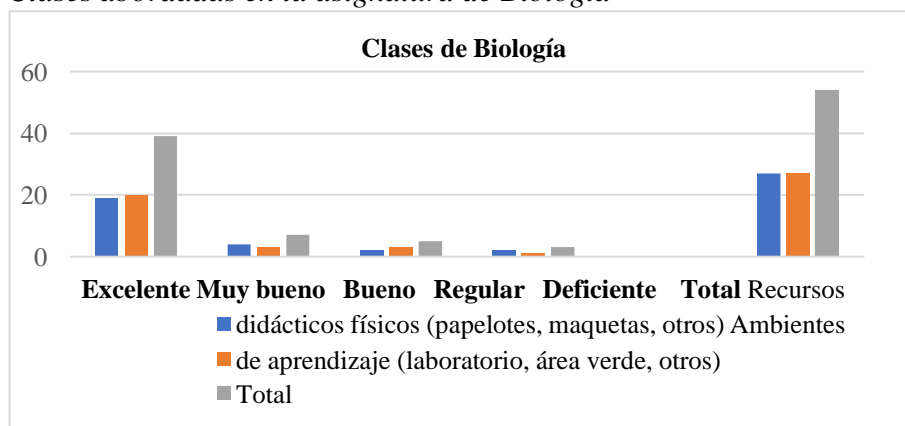 Clases abordadas en la asignatura de Biología
Clases de Biología
60
40
20
0
Excelente Muy bueno Bueno Regular Deficiente Total Recursos
didácticos físicos (papelotes, maquetas, otros) Ambientes
de aprendizaje (laboratorio, área verde, otros)
Total